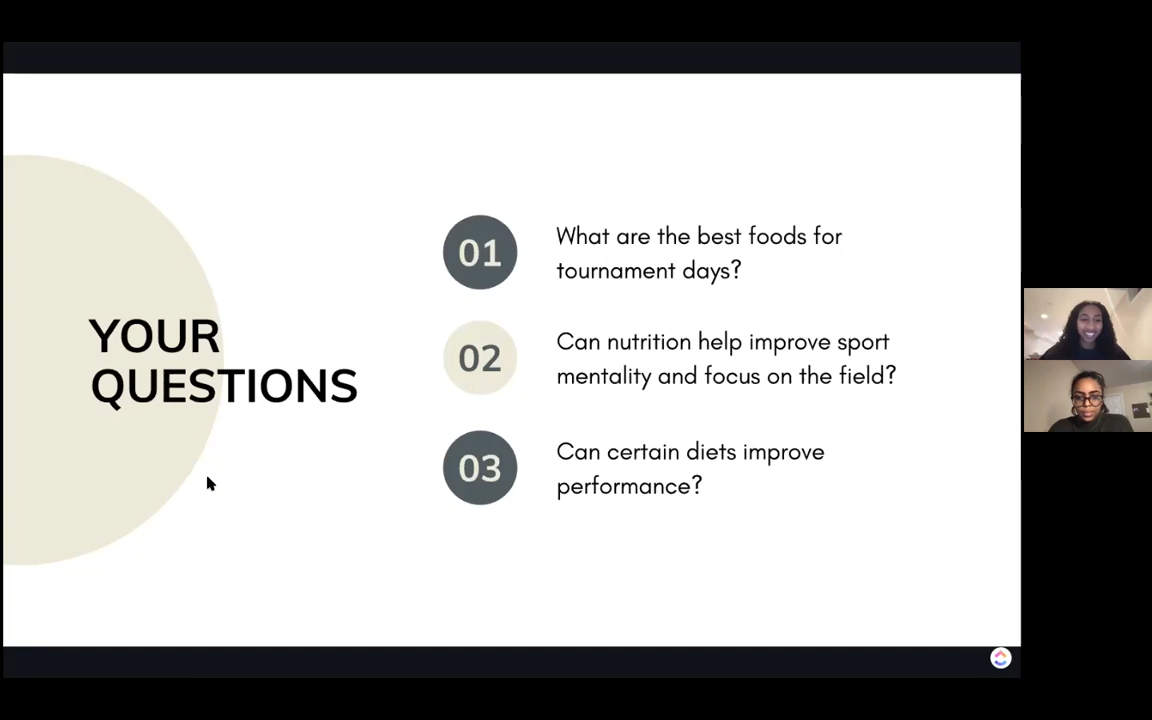 YOUR
QUESTIONS
01
What are the best foods for
tournament days?
02
Can nutrition help improve sport
mentality and focus on the field?
03
Can certain diets improve
performance?